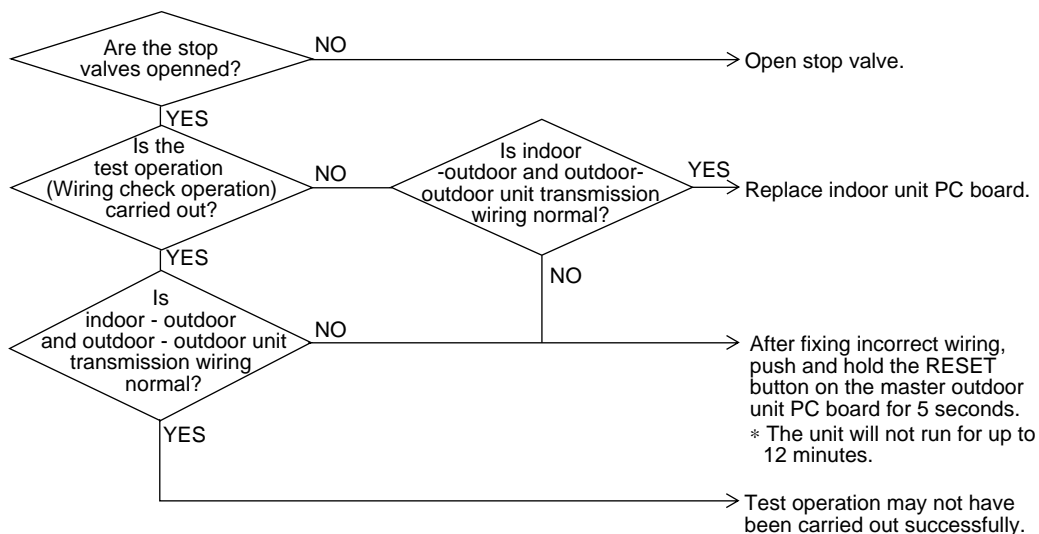 Are the stop
valves openned?
NO
Open stop valve.
YES
Is the
test operation
(Wiring check operation)
carried out?
NO
Is indoor
-outdoor and outdoor-
outdoor unit transmission
wiring normal?
YES
Replace indoor unit PC board.
YES
NO
Is
indoor - outdoor
and outdoor - outdoor unit
transmission wiring
normal?
NO
After fixing incorrect wiring,
push and hold the RESET
button on the master outdoor
unit PC board for 5 seconds.
∗ The unit will not run for up to
12 minutes.
YES
Test operation may not have
been carried out successfully.